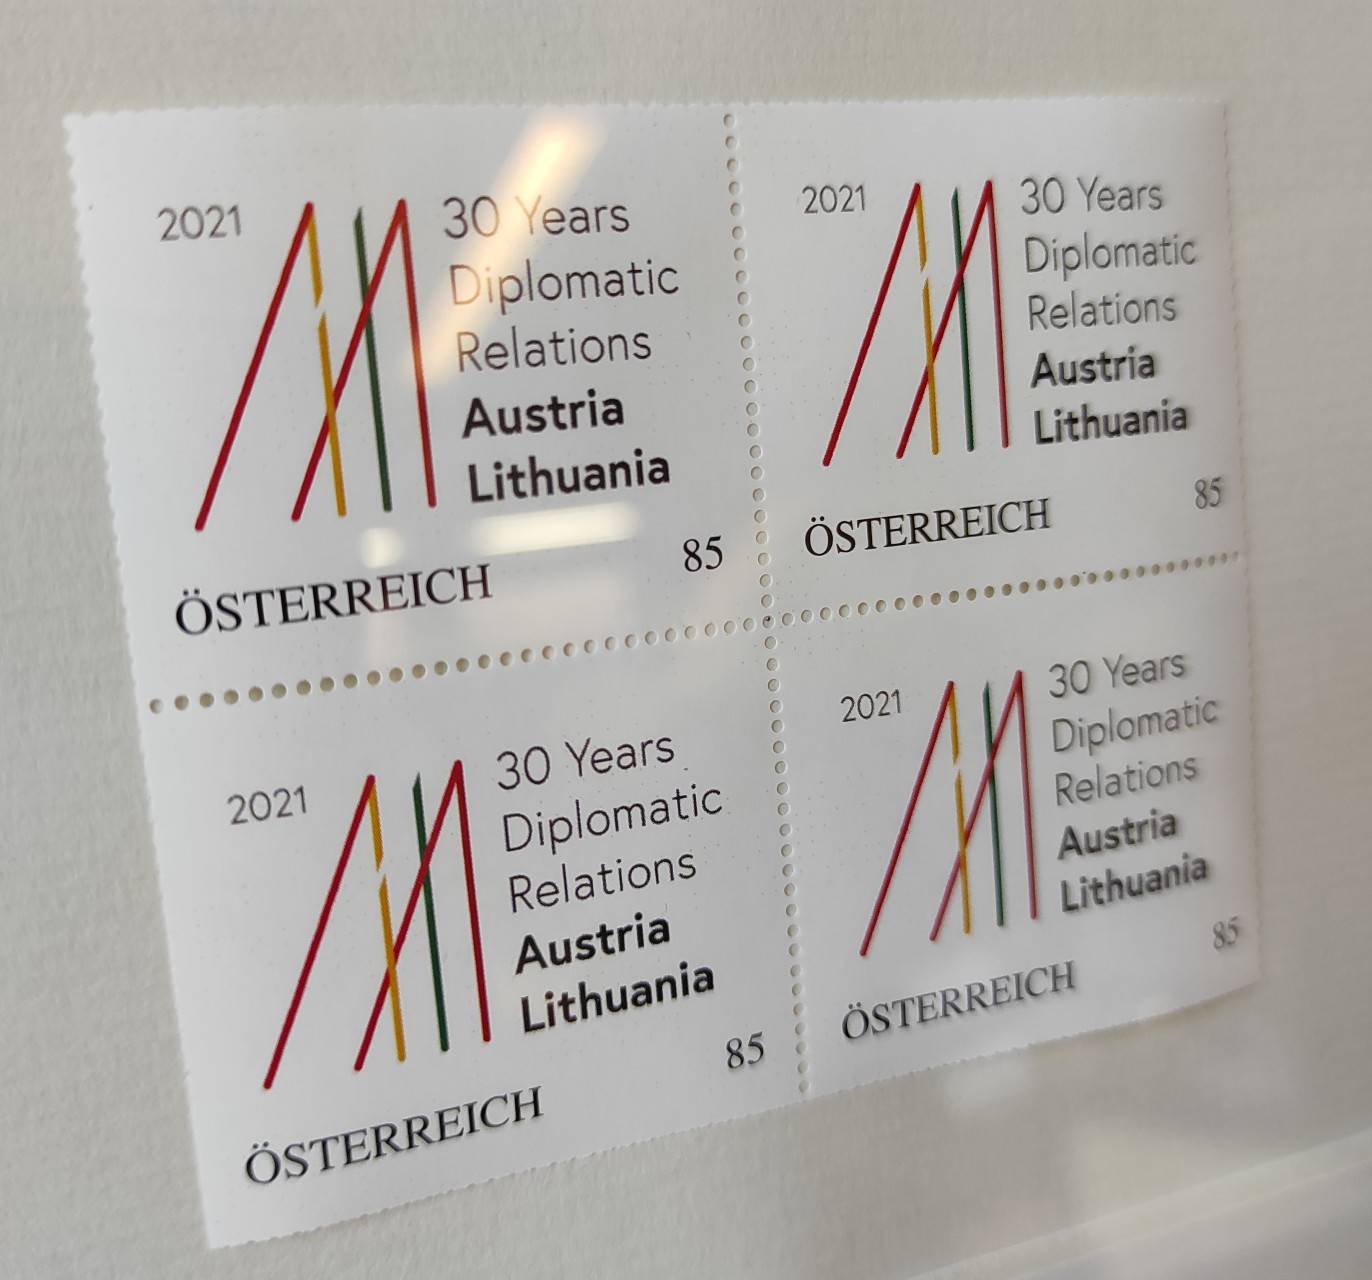 2021
30 Years
Diplomatic
Relations
Austria
Lithuania
ÖSTERREICH
85
2021
30 Years
Diplomatic
Relations
Austria
Lithuania
ÖSTERREICH
85
2021
30 Years
Diplomatic
Relations
Austria
Lithuania
ÖSTERREICH
85
2021
30 Years
Diplomatic
Relations
Austria
Lithuania
ÖSTERREICH
85